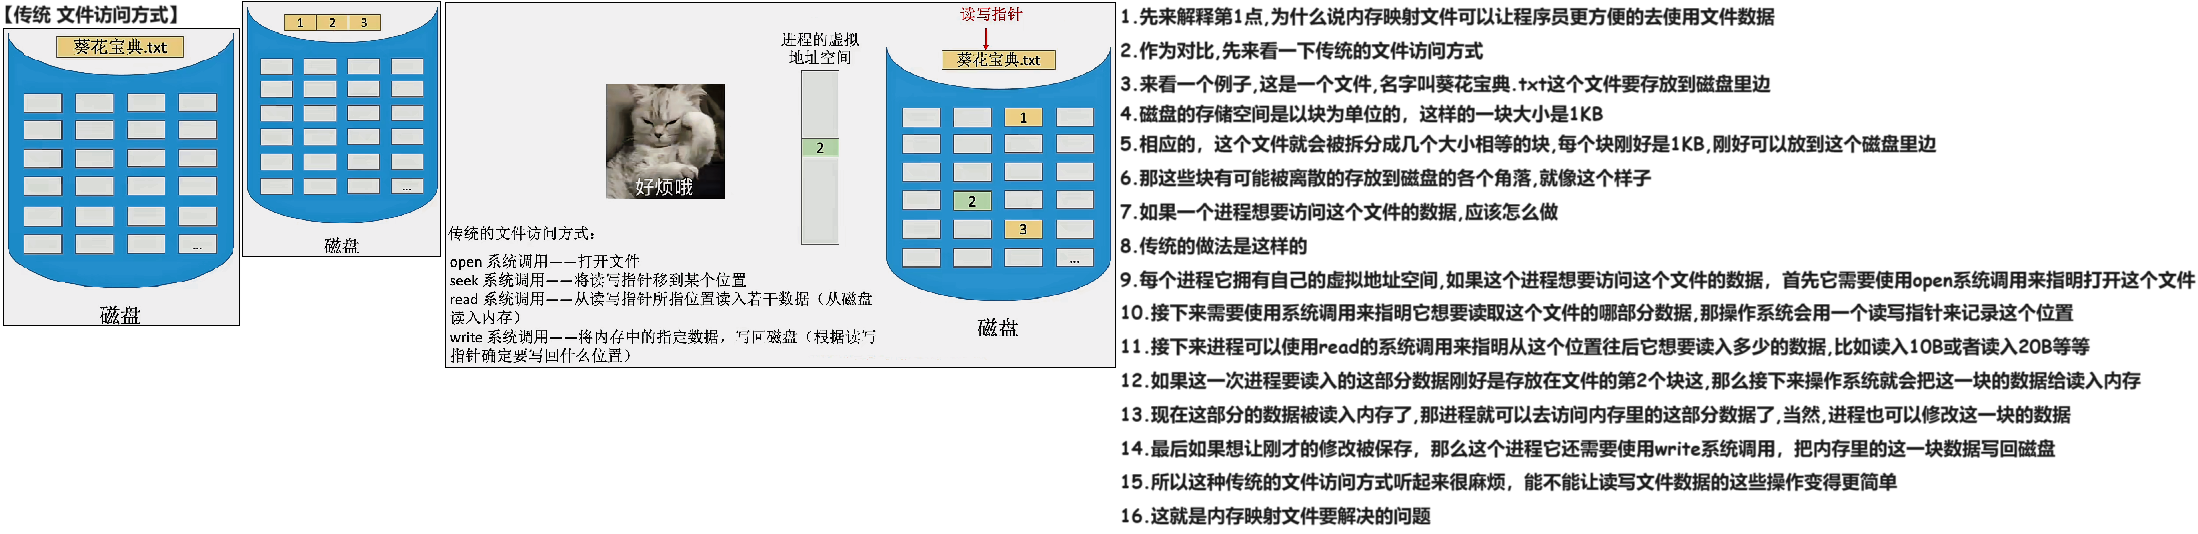 【传统 文件访问方式】
葵花宝典.txt
...
磁盘
1 2 3
...
磁盘
读写指针
进程的虚拟
地址空间
葵花宝典.txt
1
2
2
3
...
好烦哦
磁盘
传统的文件访问方式：
open 系统调用——打开文件
seek 系统调用——将读写指针移到某个位置
read 系统调用——从读写指针所指位置读入若干数据（从磁盘
读入内存）
write 系统调用——将内存中的指定数据，写回磁盘（根据读写
指针确定要写回什么位置）
1.先来解释第1点,为什么说内存映射文件可以让程序员更方便的去使用文件数据
2.作为对比,先来看一下传统的文件访问方式
3.来看一个例子,这是一个文件,名字叫葵花宝典.txt这个文件要存放到磁盘里边
4.磁盘的存储空间是以块为单位的，这样的一块大小是1KB
5.相应的，这个文件就会被拆分成几个大小相等的块,每个块刚好是1KB,刚好可以放到这个磁盘里边
6.那这些块有可能被离散的存放到磁盘的各个角落,就像这个样子
7.如果一个进程想要访问这个文件的数据,应该怎么做
8.传统的做法是这样的
9.每个进程它拥有自己的虚拟地址空间,如果这个进程想要访问这个文件的数据，首先它需要使用open系统调用来指明打开这个文件
10.接下来需要使用系统调用来指明它想要读取这个文件的哪部分数据,那操作系统会用一个读写指针来记录这个位置
11.接下来进程可以使用read的系统调用来指明从这个位置往后它想要读入多少的数据,比如读入10B或者读入20B等等
12.如果这一次进程要读入的这部分数据刚好是存放在文件的第2个块这,那么接下来操作系统就会把这一块的数据给读入内存
13.现在这部分的数据被读入内存了,那进程就可以去访问内存里的这部分数据了,当然,进程也可以修改这一块的数据
14.最后如果想让刚才的修改被保存，那么这个进程它还需要使用write系统调用，把内存里的这一块数据写回磁盘
15.所以这种传统的文件访问方式听起来很麻烦，能不能让读写文件数据的这些操作变得更简单
16.这就是内存映射文件要解决的问题